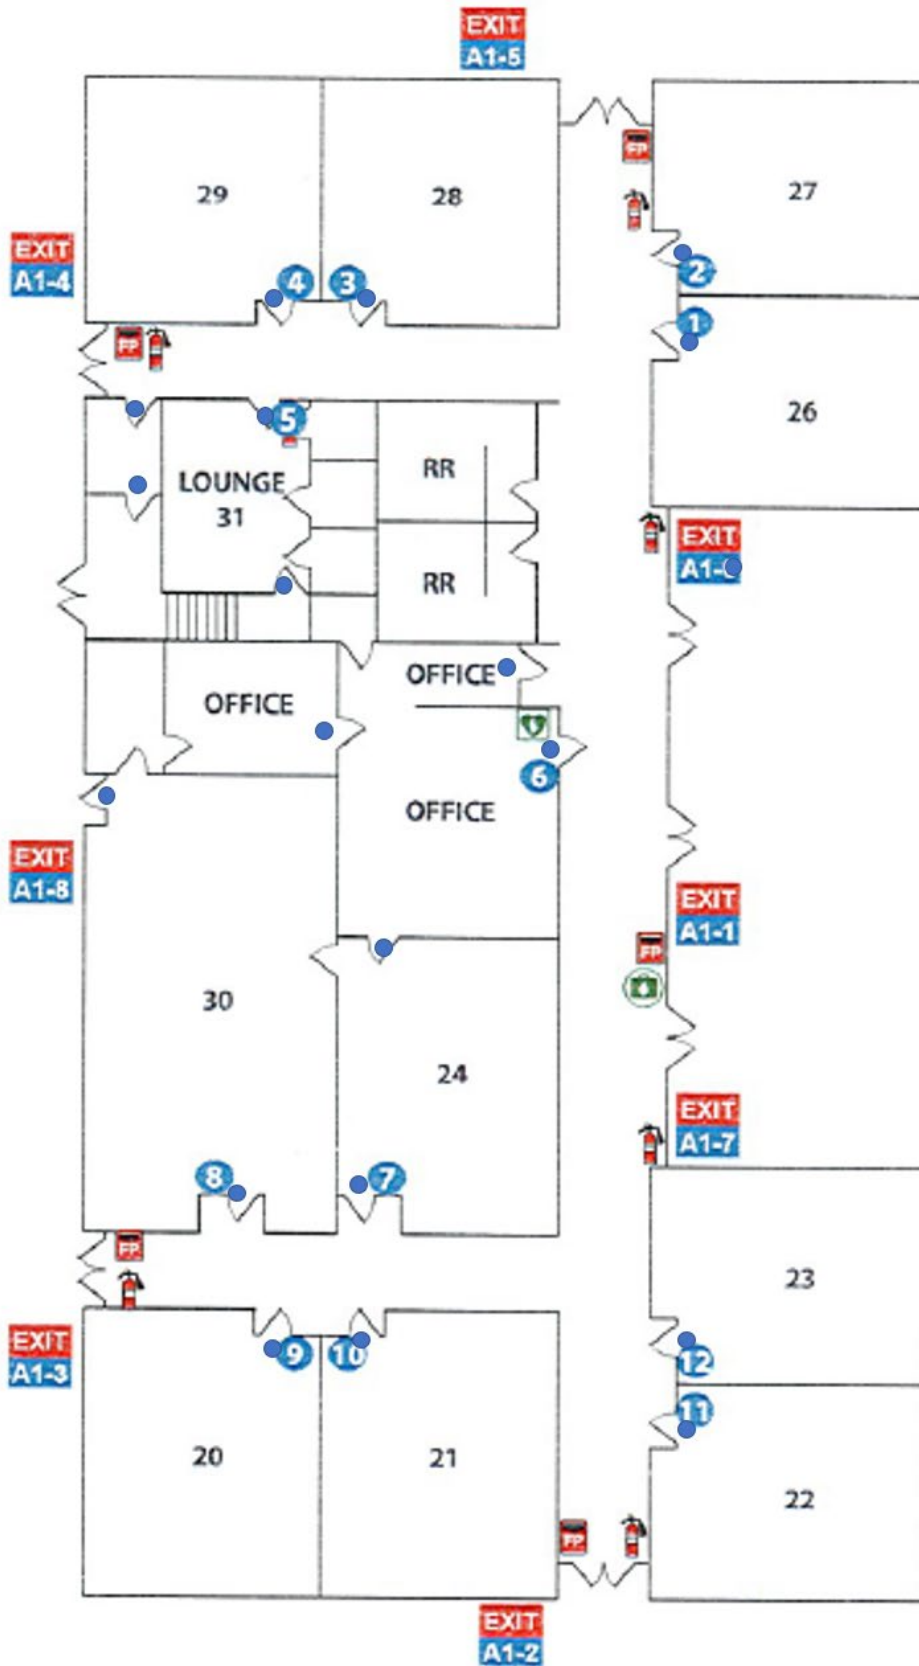 EXIT
A1-5
29
28
FP
27
EXIT
A1-4
4
3
2
FP
1
26
5
LOUNGE
31
RR
EXIT
A1-
RR
OFFICE
OFFICE
6
OFFICE
EXIT
A1-8
EXIT
A1-1
FP
30
24
EXIT
A1-7
8
7
FP
23
EXIT
A1-3
9
10
12
11
20
21
22
FP
EXIT
A1-2